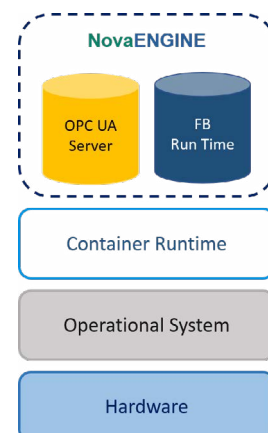 NovaENGINE
OPC UA
Server
FB
Run Time
Container Runtime
Operational System
Hardware